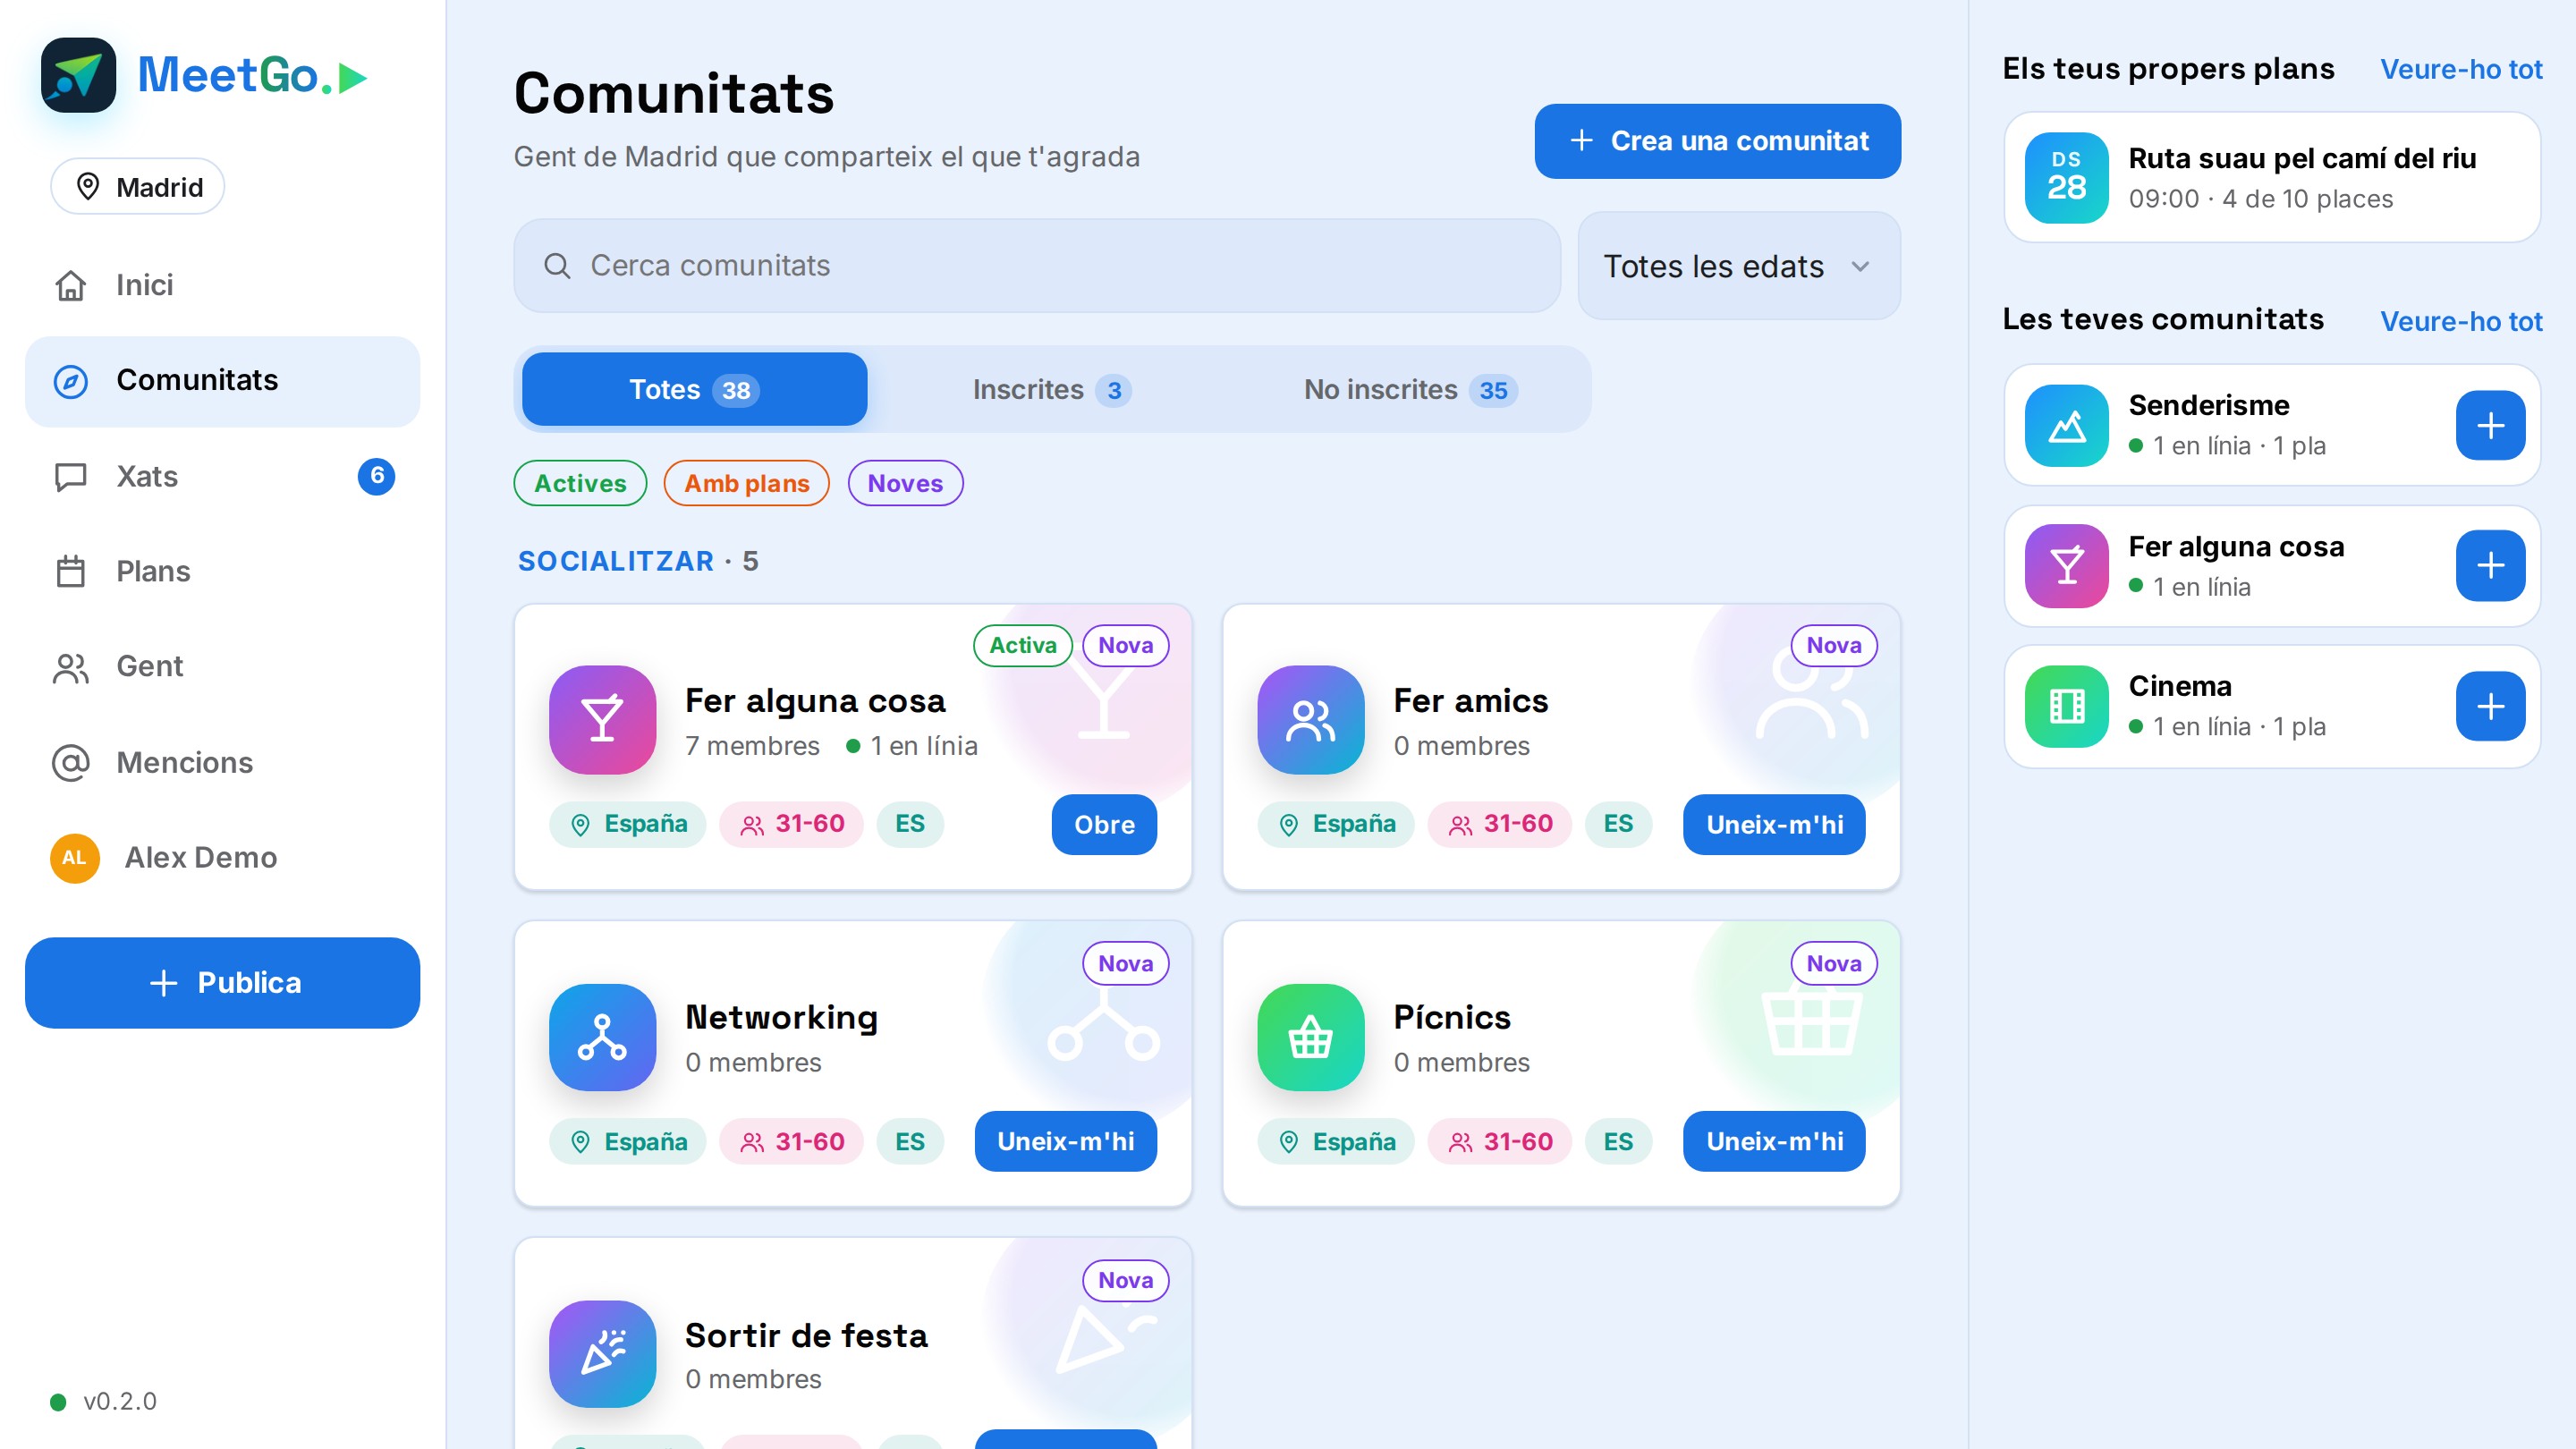 MeetGo.
Madrid
Inici
Comunitats
Xats 6
Plans
Gent
Mencions
AL Alex Demo
Publica
v0.2.0
Comunitats
Gent de Madrid que comparteix el que t'agrada
Crea una comunitat
Cerca comunitats
Totes les edats
Totes 38
Inscrites 3
No inscrites 35
Actives
Amb plans
Noves
SOCIALITZAR · 5
Activa
Nova
Fer alguna cosa
7 membres 1 en línia
España 31-60 ES
Obre
Nova
Fer amics
0 membres
España 31-60 ES
Uneix-m'hi
Nova
Networking
0 membres
España 31-60 ES
Uneix-m'hi
Nova
Pícnics
0 membres
España 31-60 ES
Uneix-m'hi
Nova
Sortir de festa
0 membres
Els teus propers plans
Veure-ho tot
DS
28
Ruta suau pel camí del riu
09:00 · 4 de 10 places
Les teves comunitats
Veure-ho tot
Senderisme
1 en línia · 1 pla
Fer alguna cosa
1 en línia
Cinema
1 en línia · 1 pla